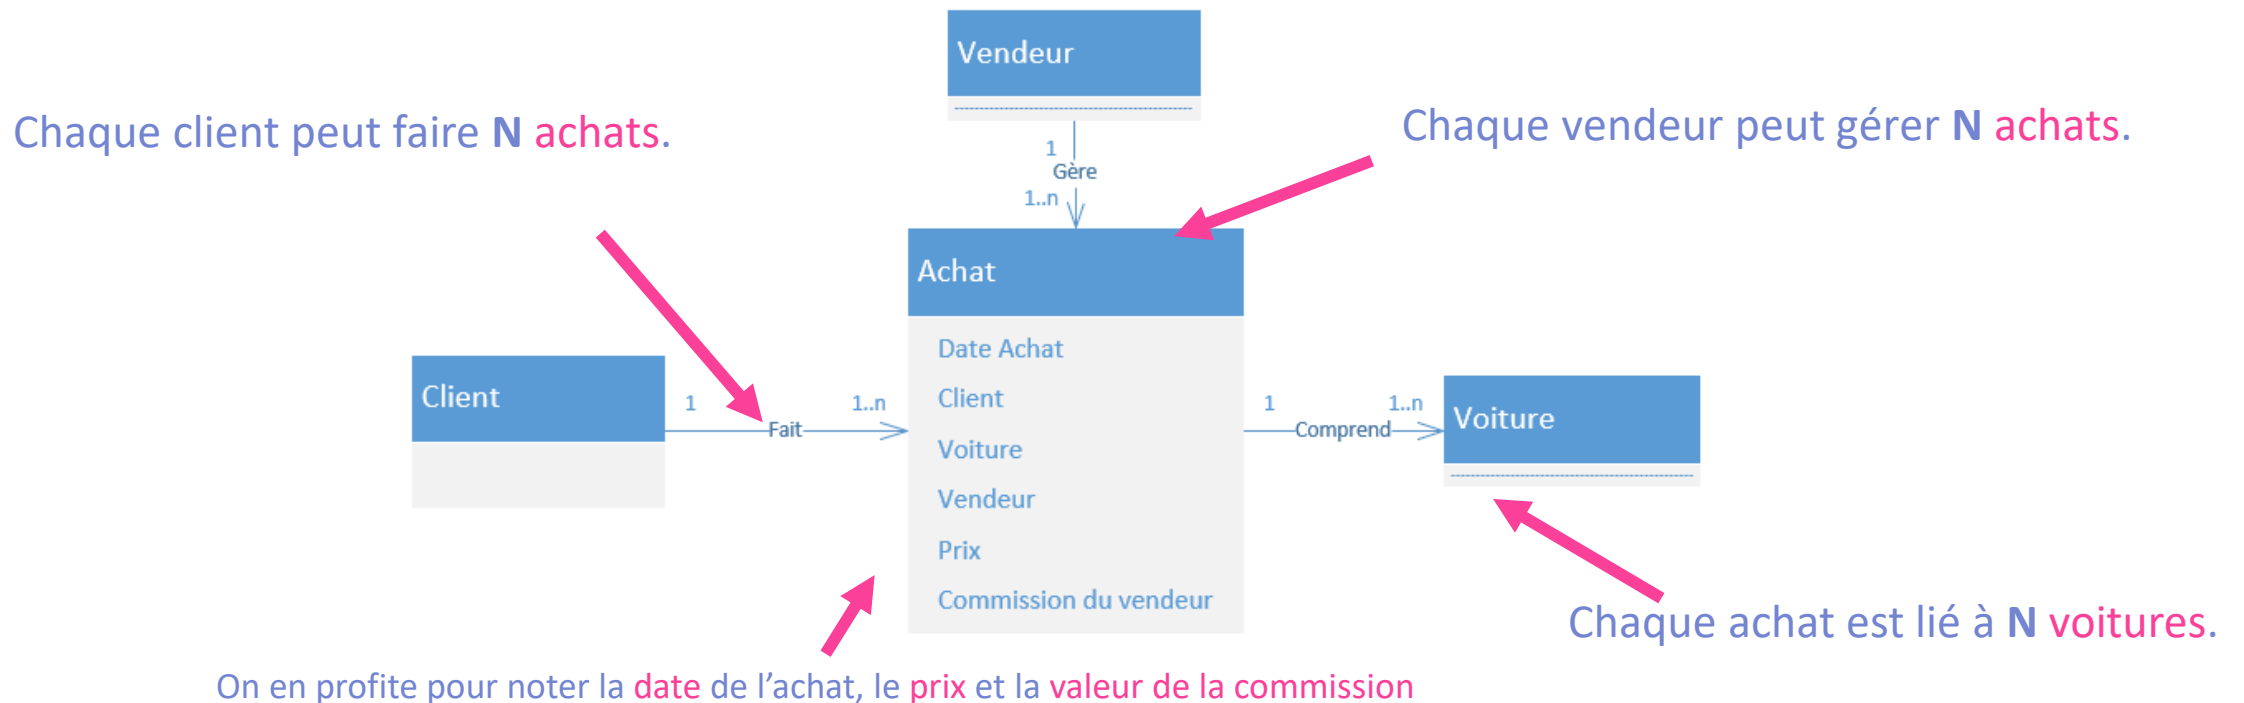 Vendeur
Chaque client peut faire N achats.
Chaque vendeur peut gérer N achats.
1
Gère
1..n
Achat
Date Achat
Client
Voiture
Vendeur
Prix
Commission du vendeur
Client
1
1..n
Fait
1
1..n
Comprend
Voiture
Chaque achat est lié à N voitures.
On en profite pour noter la date de l’achat, le prix et la valeur de la commission